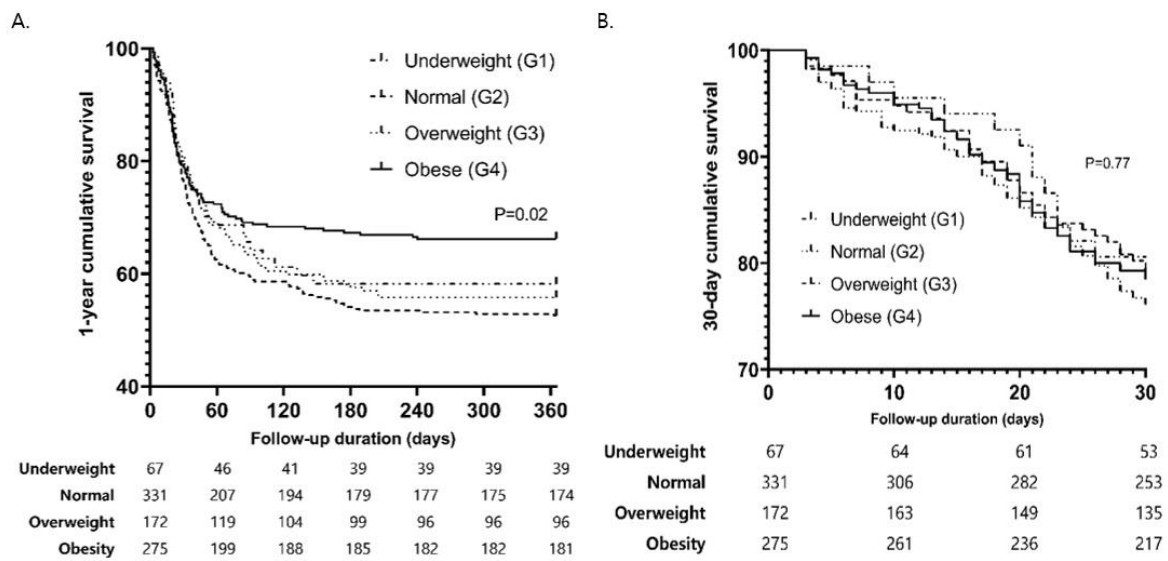 A.
1-year cumulative survival
100
80
60
40
Underweight (G1)
Normal (G2)
Overweight (G3)
Obese (G4)
P=0.02
0 60 120 180 240 300 360
Follow-up duration (days)
Underweight 67 46 41 39 39 39 39
Normal 331 207 194 179 177 175 174
Overweight 172 119 104 99 96 96 96
Obesity 275 199 188 185 182 182 181
B.
30-day cumulative survival
100
90
80
70
P=0.77
Underweight (G1)
Normal (G2)
Overweight (G3)
Obese (G4)
0 10 20 30
Follow-up duration (days)
Underweight 67 64 61 53
Normal 331 306 282 253
Overweight 172 163 149 135
Obesity 275 261 236 217